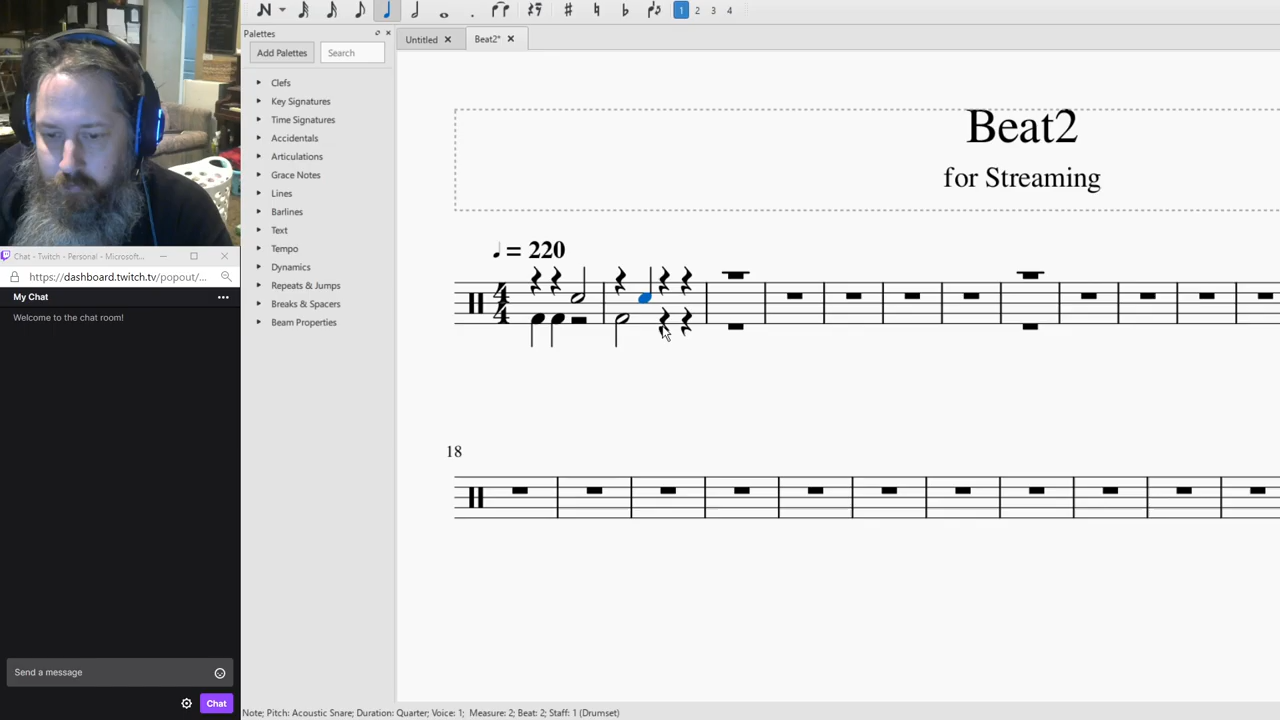 1 2 3 4
Palettes
Add Palettes
Search
Clefs
Key Signatures
Time Signatures
Accidentals
Articulations
Grace Notes
Lines
Barlines
Text
Tempo
Dynamics
Repeats & Jumps
Breaks & Spacers
Beam Properties
Untitled
Beat2*
Beat2
for Streaming
= 220
4
4
18
Chat - Twitch - Personal - Microsoft...
https://dashboard.twitch.tv/popout/...
My Chat
Welcome to the chat room!
Send a message
Chat
Note; Pitch: Acoustic Snare; Duration: Quarter; Voice: 1; Measure: 2; Beat: 2; Staff: 1 (Drumset)